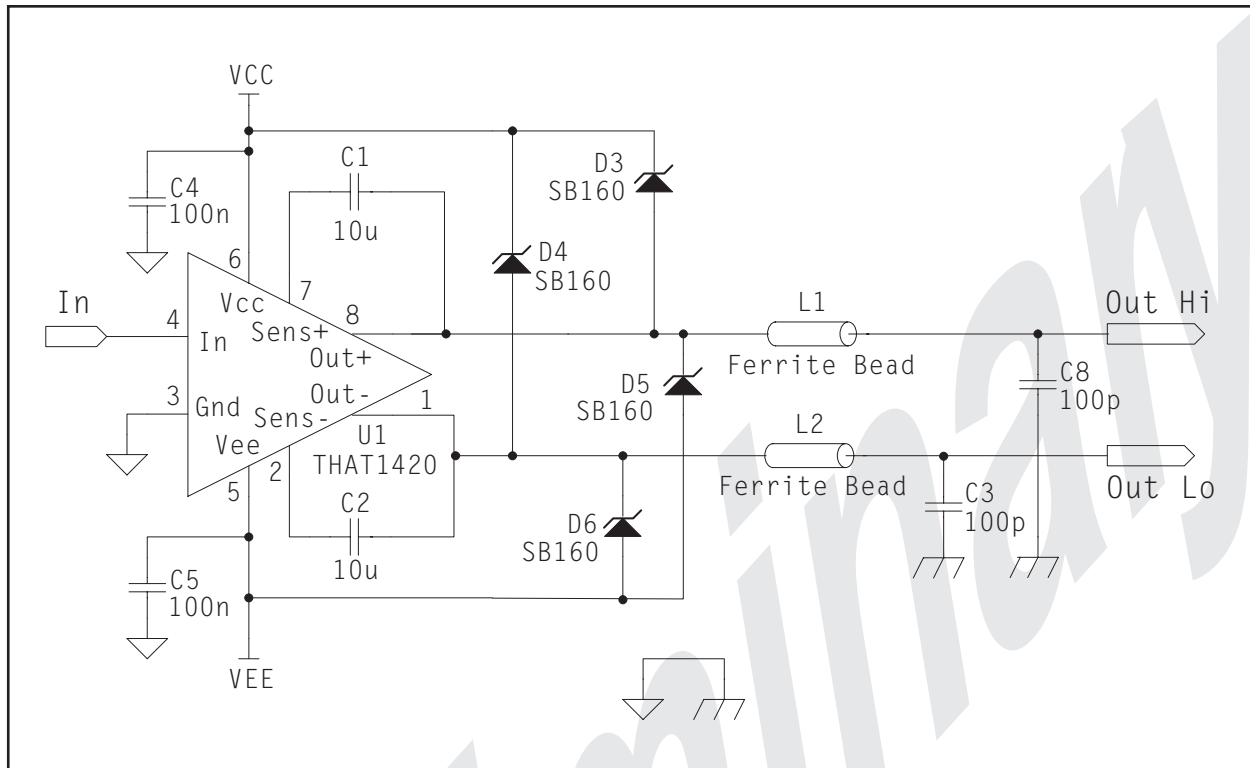 VCC
C4
100n
C1
10u
D3
SB160
D4
SB160
6
7
Vcc
In
4
In
Sens+
8
Out+
L1
Ferrite Bead
Out Hi
3
Gnd
Out-
Sens-
1
Vee
U1
THAT1420
D5
SB160
C8
100p
L2
Ferrite Bead
Out Lo
5
2
C2
10u
D6
SB160
C3
100p
C5
100n
VEE